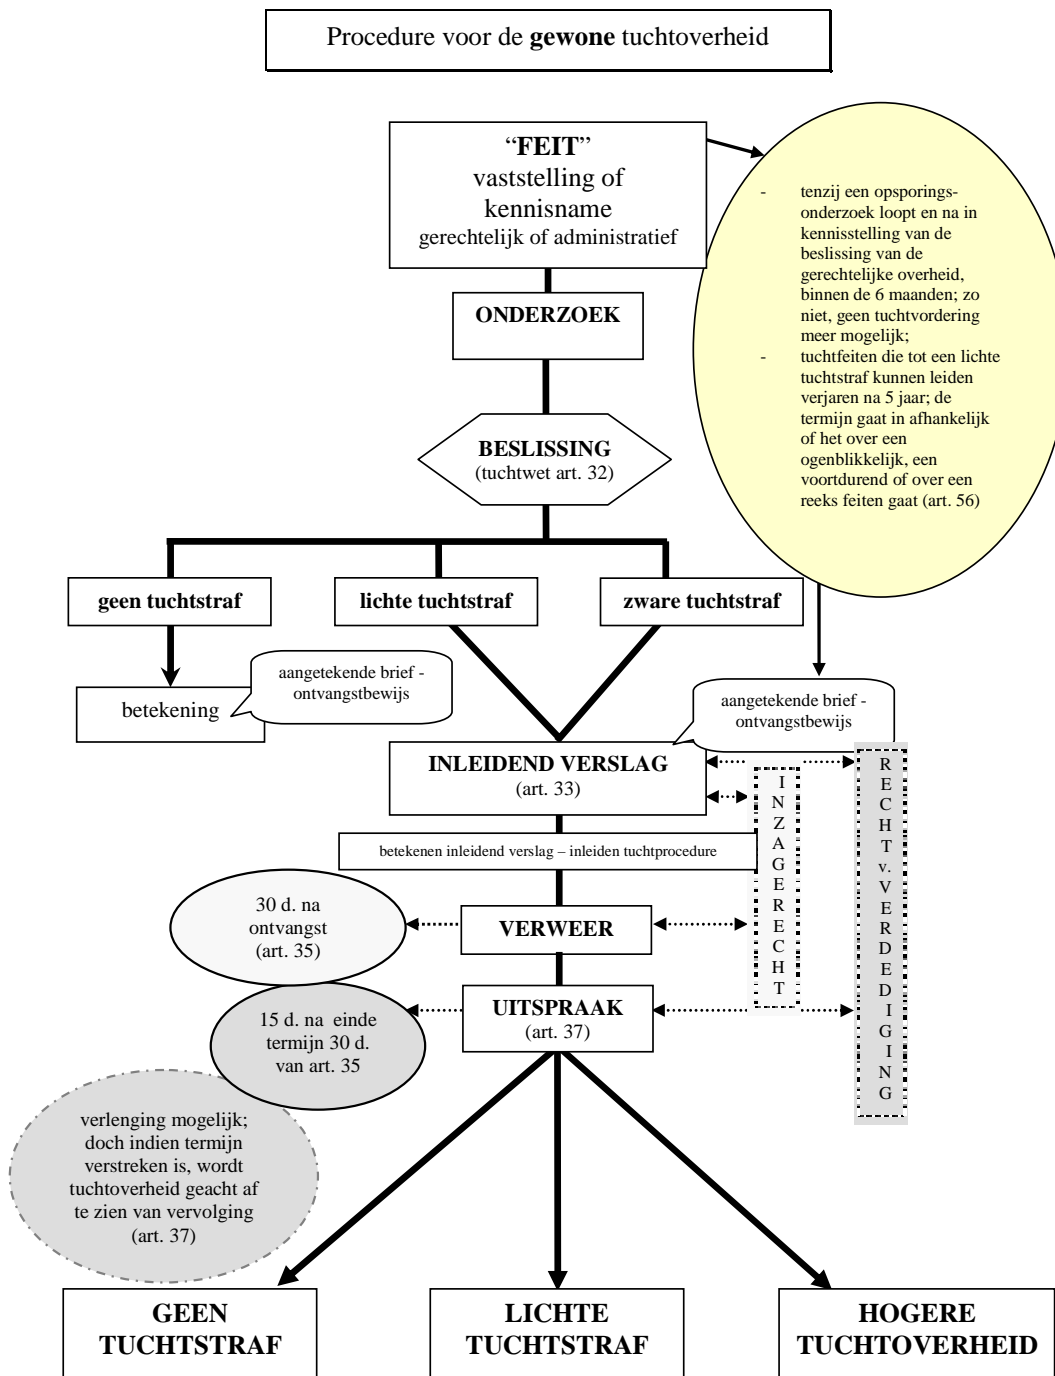 Procedure voor de gewone tuchtoverheid
“FEIT”
vaststelling of
kennisname
gerechtelijk of administratief
- tenzij een opsporings-
onderzoek loopt en na in
kennisstelling van de
beslissing van de
gerechtelijke overheid,
binnen de 6 maanden; zo
niet, geen tuchtvordering
meer mogelijk;
- tuchtfeiten die tot een lichte
tuchtstraf kunnen leiden
verjaren na 5 jaar; de
termijn gaat in afhankelijk
of het over een
ogenblikkelijk, een
voortdurend of over een
reeks feiten gaat (art. 56)
ONDERZOEK
BESLISSING
(tuchtwet art. 32)
geen tuchtstraf
lichte tuchtstraf
zware tuchtstraf
aangetekende brief -
ontvangstbewijs
betekening
aangetekende brief -
ontvangstbewijs
INLEIDEND VERSLAG
(art. 33)
INZAGERECHT
RECHT v. VERDEDIGING
betekenen inleidend verslag – inleiden tuchtprocedure
30 d. na
ontvangst
(art. 35)
VERWEER
UITSPRAAK
(art. 37)
15 d. na einde
termijn 30 d.
van art. 35
verlenging mogelijk;
doch indien termijn
verstreken is, wordt
tuchtoverheid geacht af
te zien van vervolging
(art. 37)
GEEN
TUCHTSTRAF
LICHTE
TUCHTSTRAF
HOGERE
TUCHTOVERHEID